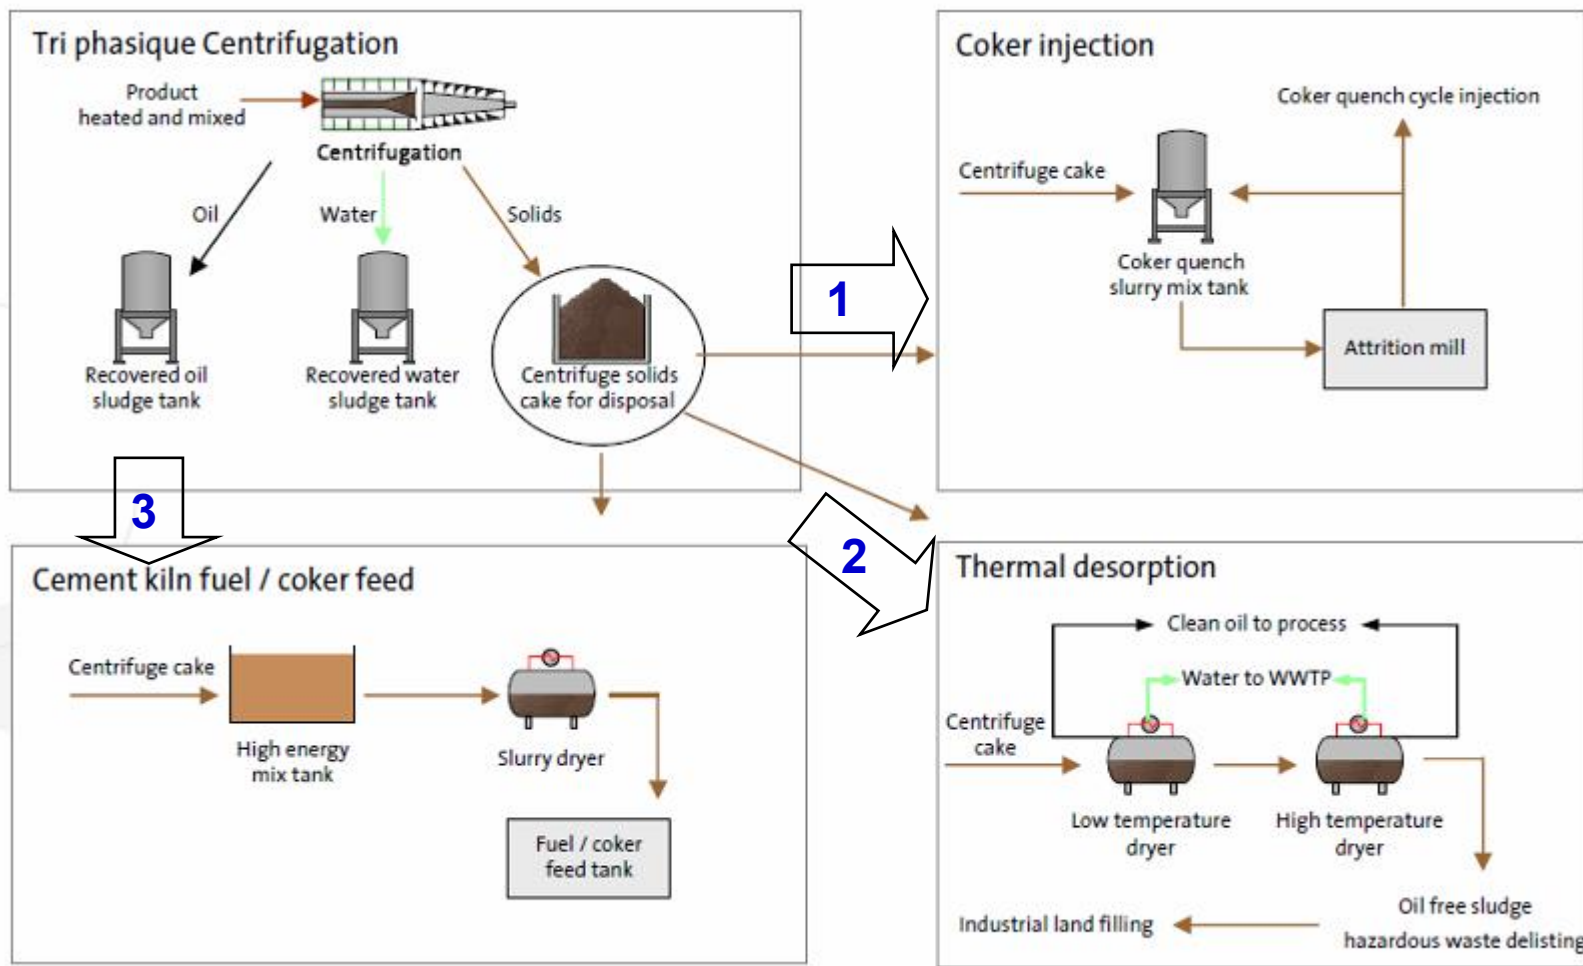 Tri phasique Centrifugation
Product
heated and mixed
Centrifugation
Oil
Water
Solids
Recovered oil
sludge tank
Recovered water
sludge tank
Centrifuge solids
cake for disposal
1
Coker injection
Coker quench cycle injection
Centrifuge cake
Coker quench
slurry mix tank
Attrition mill
3
2
Cement kiln fuel / coker feed
Centrifuge cake
High energy
mix tank
Slurry dryer
Fuel / coker
feed tank
Thermal desorption
Clean oil to process
Water to WWTP
Centrifuge
cake
Low temperature
dryer
High temperature
dryer
Oil free sludge
hazardous waste delisting
Industrial land filling